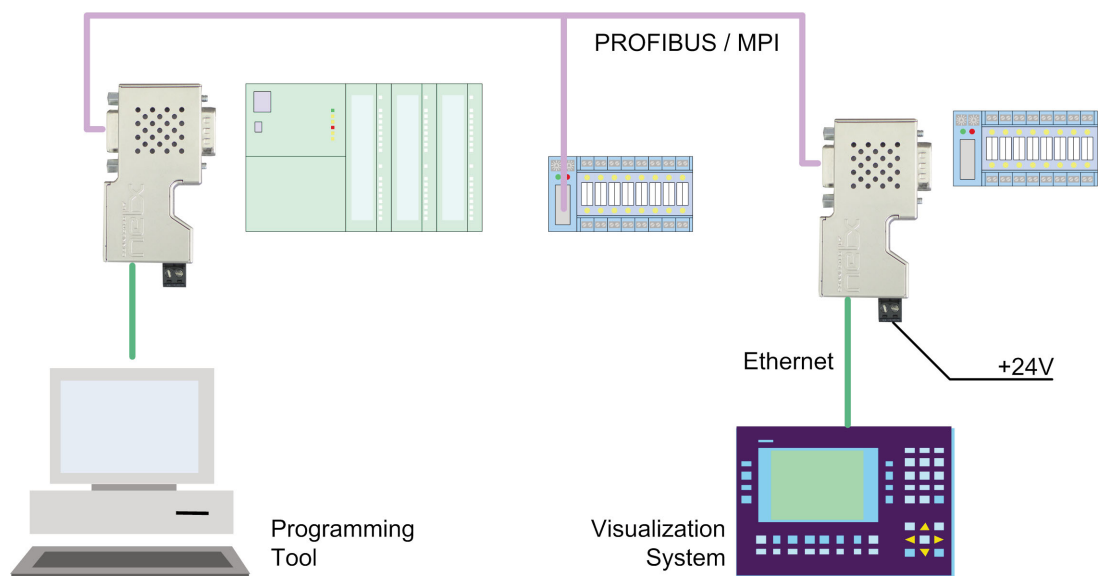 PROFIBUS / MPI
Ethernet
+24V
Programming
Tool
Visualization
System